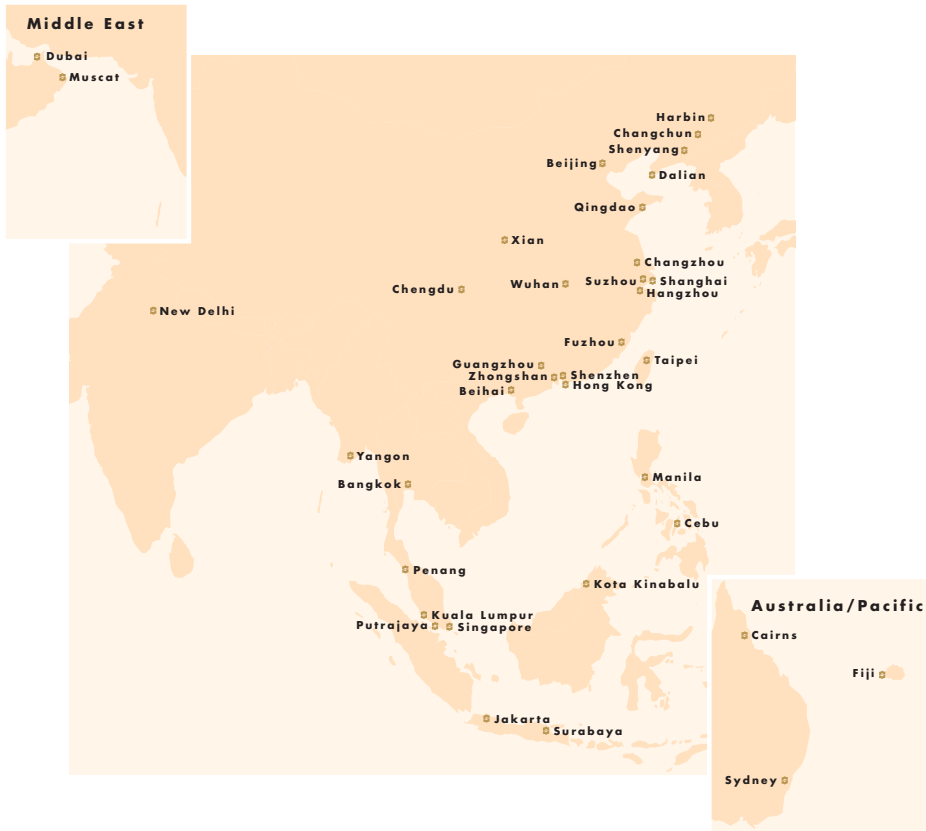 Middle East
Dubai
Muscat
Harbin
Changchun
Shenyang
Beijing
Dalian
Qingdao
Xian
Changzhou
Suzhou
Shanghai
Wuhan
Chengdu
Hangzhou
New Delhi
Fuzhou
Taipei
Guangzhou
Zhongshan
Shenzhen
Hong Kong
Beihai
Yangon
Manila
Bangkok
Cebu
Penang
Kota Kinabalu
Kuala Lumpur
Putrajaya
Singapore
Jakarta
Surabaya
Australia/Pacific
Cairns
Fiji
Sydney